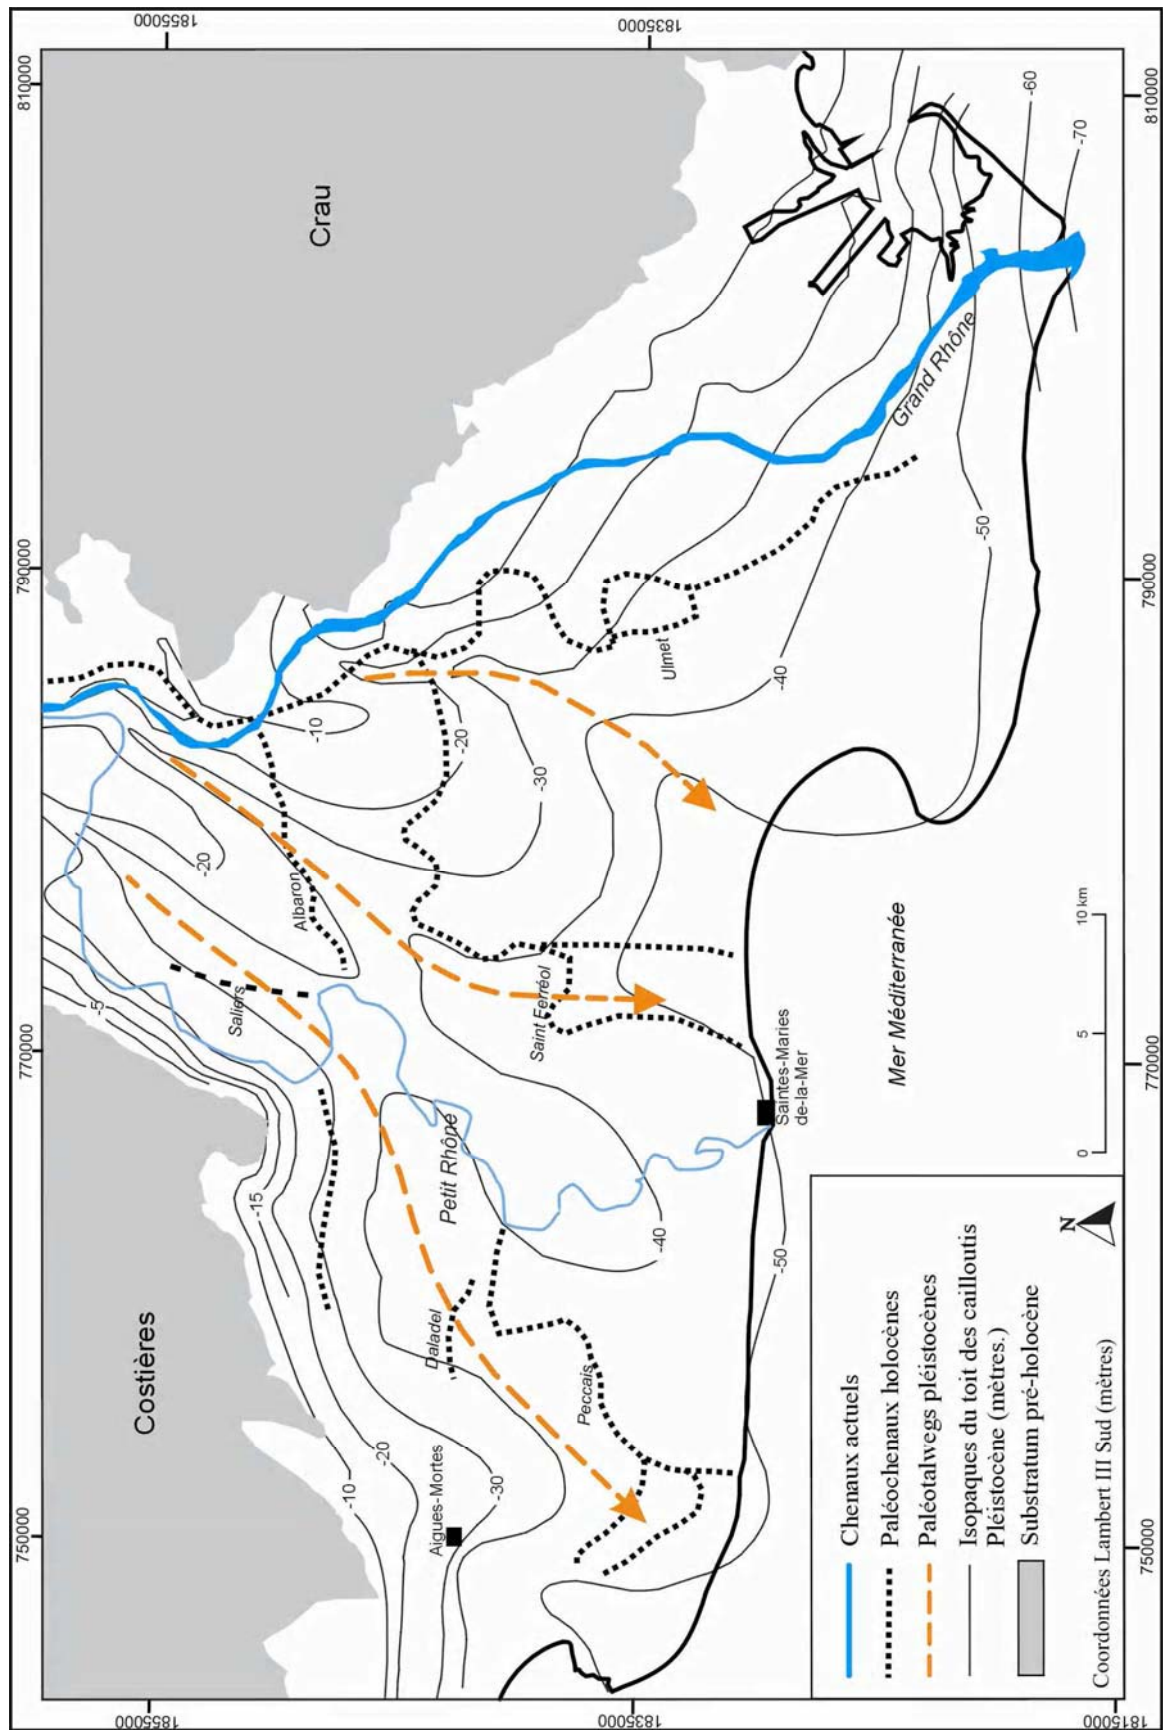 750000
770000
790000
810000
1855000
1855000
Costières
Crau
-5
-10
-15
-20
-20
-10
-30
Aigues-Mortes
Saliers
Albaron
-20
-30
Daladel
Petit Rhône
Saint Ferréol
Ulmet
Peccais
-40
-40
1835000
1835000
-50
-50
Grand Rhône
-60
-70
Saintes-Maries
de-la-Mer
Mer Méditerranée
0
5
10 km
N
Chenaux actuels
Paléochenaux holocènes
Paléotalwegs pléistocènes
Isopaques du toit des cailloutis
Pléistocène (mètres.)
Substratum pré-holocène
Coordonnées Lambert III Sud (mètres)
1815000
750000
770000
790000
810000